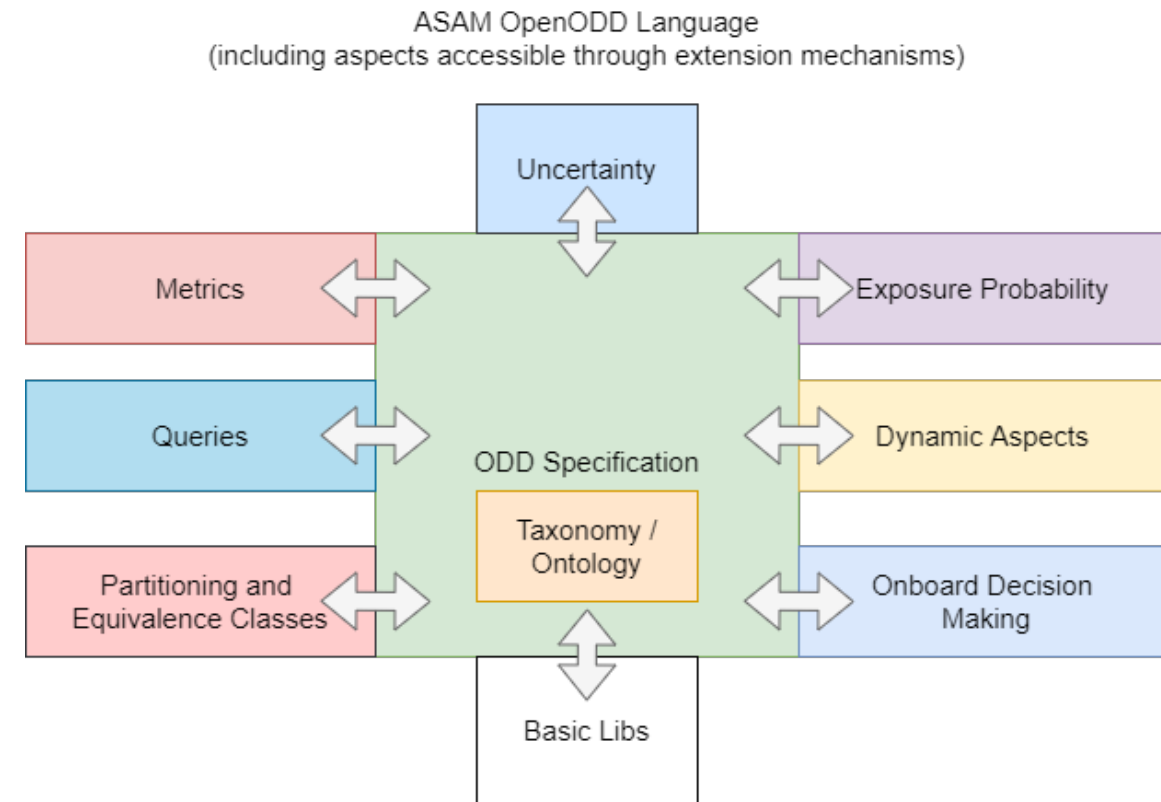 ASAM OpenODD Language
(including aspects accessible through extension mechanisms)
Uncertainty
Metrics
Exposure Probability
Queries
Dynamic Aspects
ODD Specification
Taxonomy /
Ontology
Partitioning and
Equivalence Classes
Onboard Decision
Making
Basic Libs